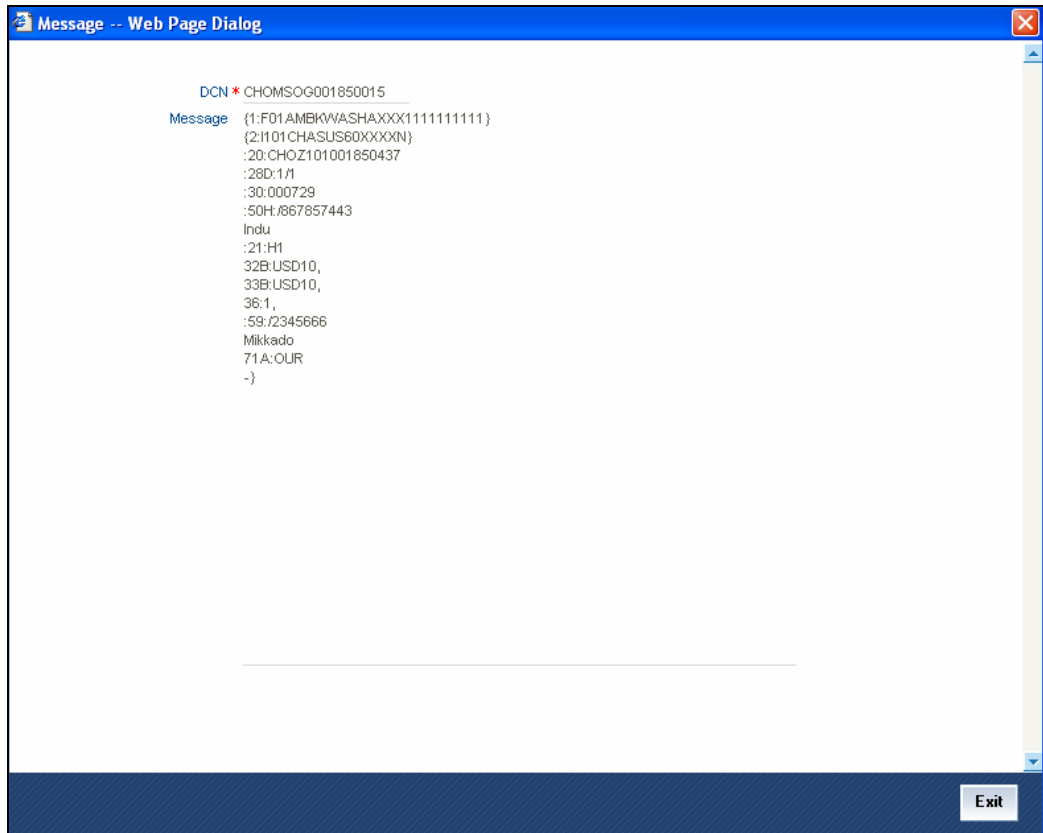 Message -- Web Page Dialog
DCN * CHOMSOG001850015
Message {1:F01AMBKWASHAXXX1111111111}
{2:I101CHASUS60XXXXN}
:20:CHOZ101001850437
:28D:1/1
:30:000729
:50H:/867857443
Indu
:21:H1
32B:USD10,
33B:USD10,
36:1,
:59:/2345666
Mikkado
71A:OUR
-}
Exit